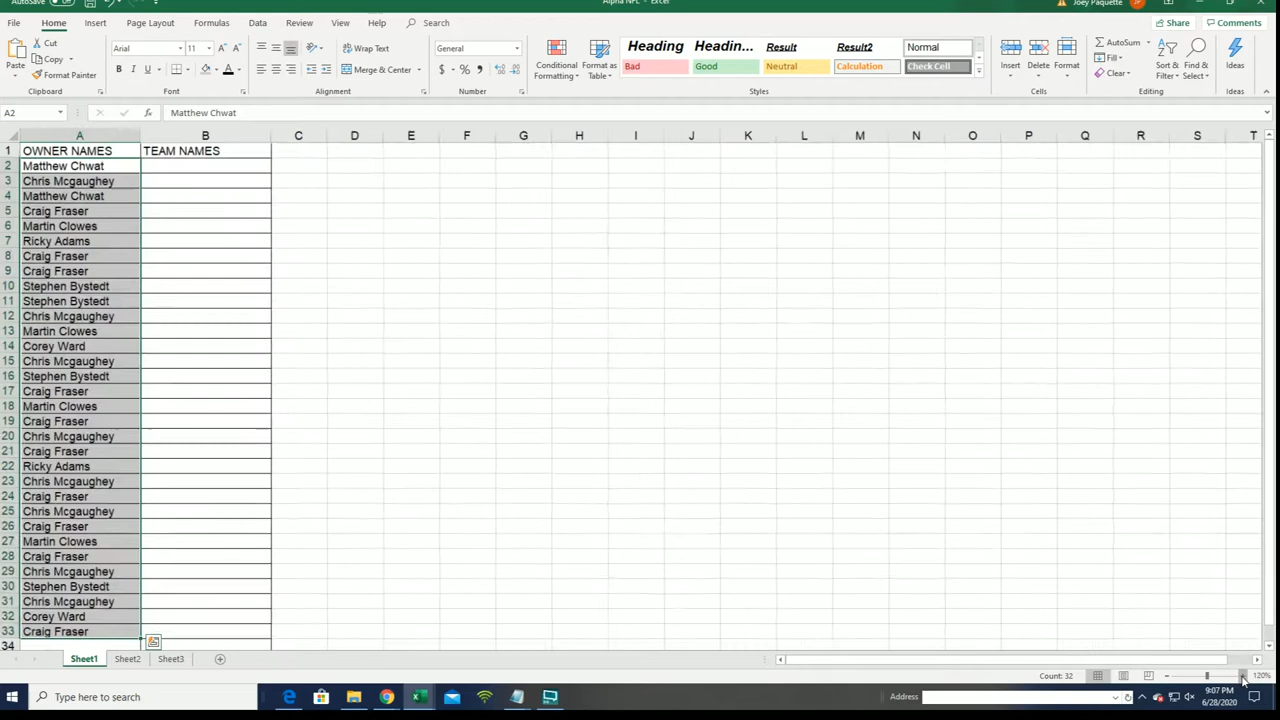 AutoSave Off Alpha NFL - Excel Joey Paquette JP
File Home Insert Page Layout Formulas Data Review View Help Search Share Comments
Paste Cut Copy Format Painter Clipboard
Arial 11 A A B I U A Font
Wrap Text Merge & Center Alignment
General $ % Number
Conditional Formatting Format as Table
Heading Headin... Result Result2 Normal
Bad Good Neutral Calculation Check Cell
Styles
Insert Delete Format Cells
AutoSum Fill Clear Sort & Filter Find & Select Editing
Ideas Ideas
A2 fx Matthew Chwat
A B C D E F G H I J K L M N O P Q R S T
1 OWNER NAMES TEAM NAMES
2 Matthew Chwat
3 Chris Mcgaughey
4 Matthew Chwat
5 Craig Fraser
6 Martin Clowes
7 Ricky Adams
8 Craig Fraser
9 Craig Fraser
10 Stephen Bystedt
11 Stephen Bystedt
12 Chris Mcgaughey
13 Martin Clowes
14 Corey Ward
15 Chris Mcgaughey
16 Stephen Bystedt
17 Craig Fraser
18 Martin Clowes
19 Craig Fraser
20 Chris Mcgaughey
21 Craig Fraser
22 Ricky Adams
23 Chris Mcgaughey
24 Craig Fraser
25 Chris Mcgaughey
26 Craig Fraser
27 Martin Clowes
28 Craig Fraser
29 Chris Mcgaughey
30 Stephen Bystedt
31 Chris Mcgaughey
32 Corey Ward
33 Craig Fraser
34
Sheet1 Sheet2 Sheet3
Count: 32 120%
Type here to search Address 9:07 PM
6/28/2020